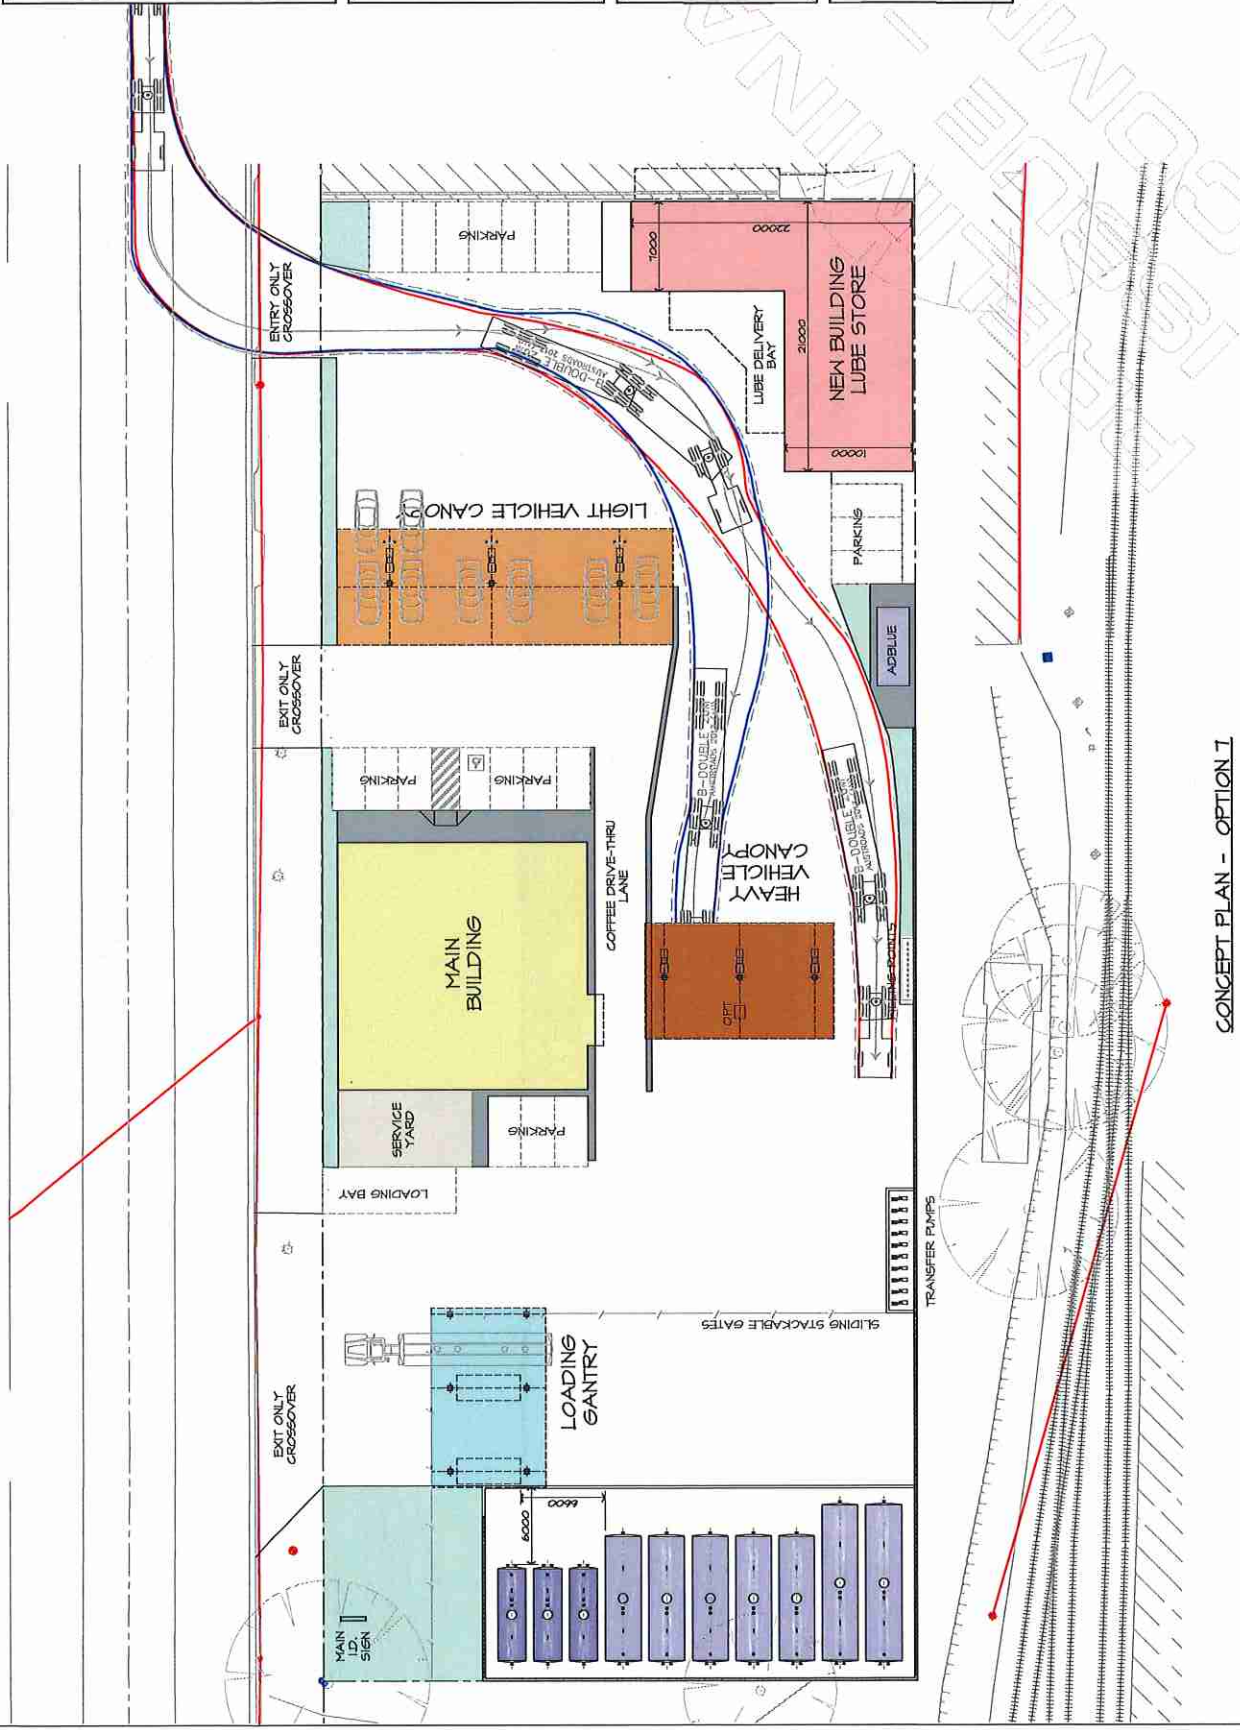 ENTRY ONLY
CROSSOVER
PARKING
7000
22000
21000
10000
NEW BUILDING
LUBE STORE
LUBE DELIVERY
BAY
B-DOUBLE
AUSTROADS
LIGHT VEHICLE CANOPY
PARKING
ADBLUE
EXIT ONLY
CROSSOVER
PARKING
PARKING
B-DOUBLE
B-DOUBLE
COFFEE DRIVE-THRU
LANE
HEAVY
VEHICLE
CANOPY
MAIN
BUILDING
OPT
SERVICE
YARD
PARKING
LOADING BAY
TRANSFER PUMPS
SLIDING STACKABLE GATES
LOADING
GANTRY
EXIT ONLY
CROSSOVER
6000
6600
MAIN
I.D.
SIGN
CONCEPT PLAN - OPTION 7